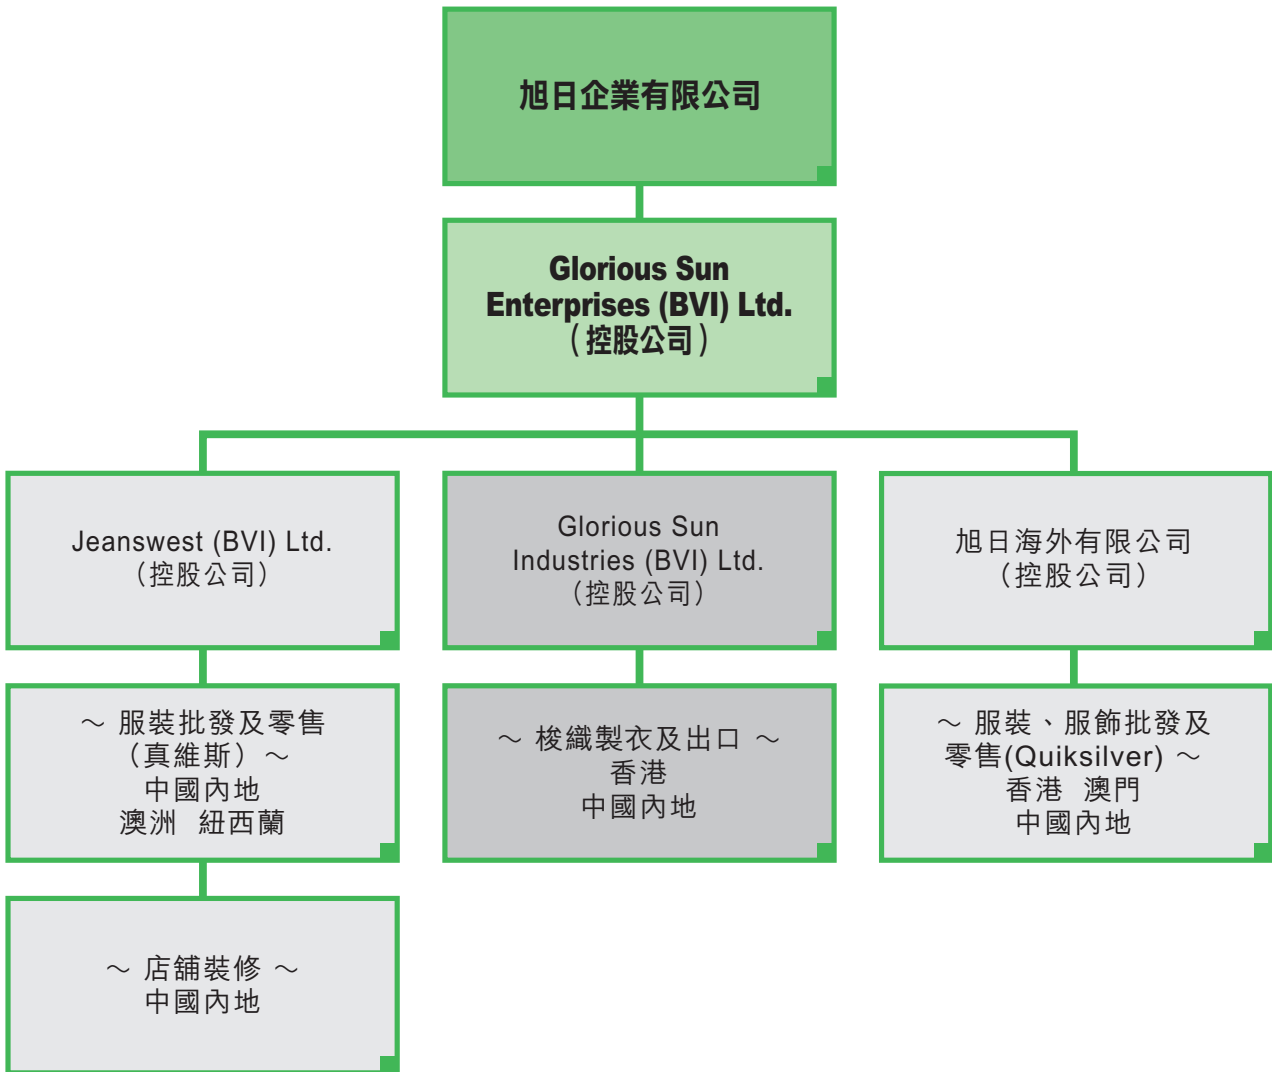 旭日企業有限公司
Glorious Sun
Enterprises (BVI) Ltd.
（控股公司）
Jeanswest (BVI) Ltd.
（控股公司）
Glorious Sun
Industries (BVI) Ltd.
（控股公司）
旭日海外有限公司
（控股公司）
～ 服裝批發及零售
（真維斯）～
中國內地
澳洲 紐西蘭
～ 梭織製衣及出口 ～
香港
中國內地
～ 服裝、服飾批發及
零售(Quiksilver) ～
香港 澳門
中國內地
～ 店舖裝修 ～
中國內地